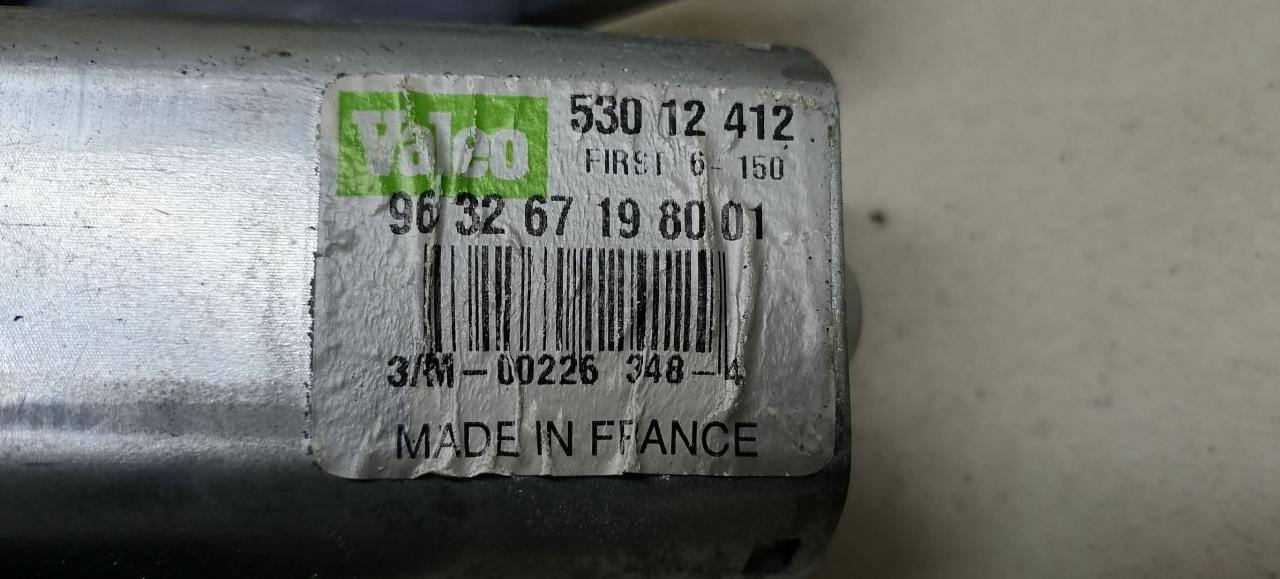 Valeo
530 12 412
FIRST 6-150
96 32 67 19 80 01
3/M-00226 348-4
MADE IN FRANCE